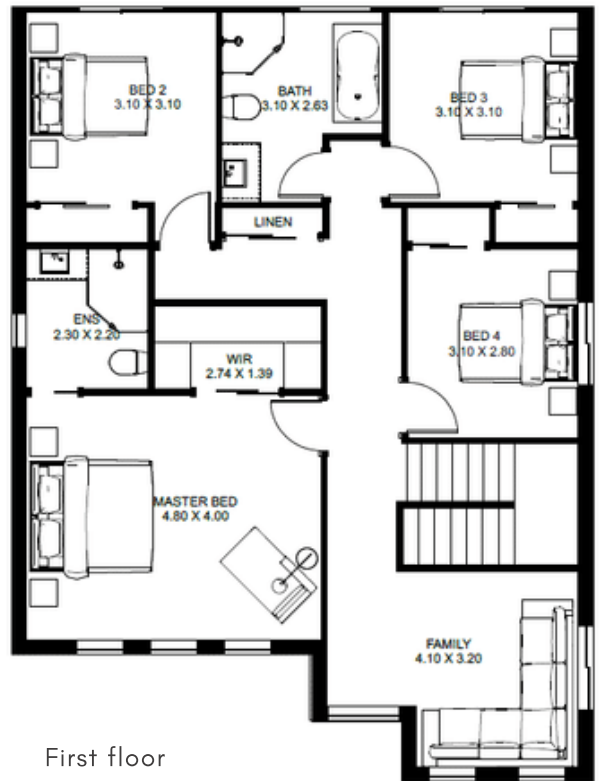 BED 2
3.10 X 3.10
BATH
3.10 X 2.63
BED 3
3.10 X 3.10
LINEN
ENS
2.30 X 2.20
WIR
2.74 X 1.39
BED 4
3.10 X 2.80
MASTER BED
4.80 X 4.00
FAMILY
4.10 X 3.20
First floor